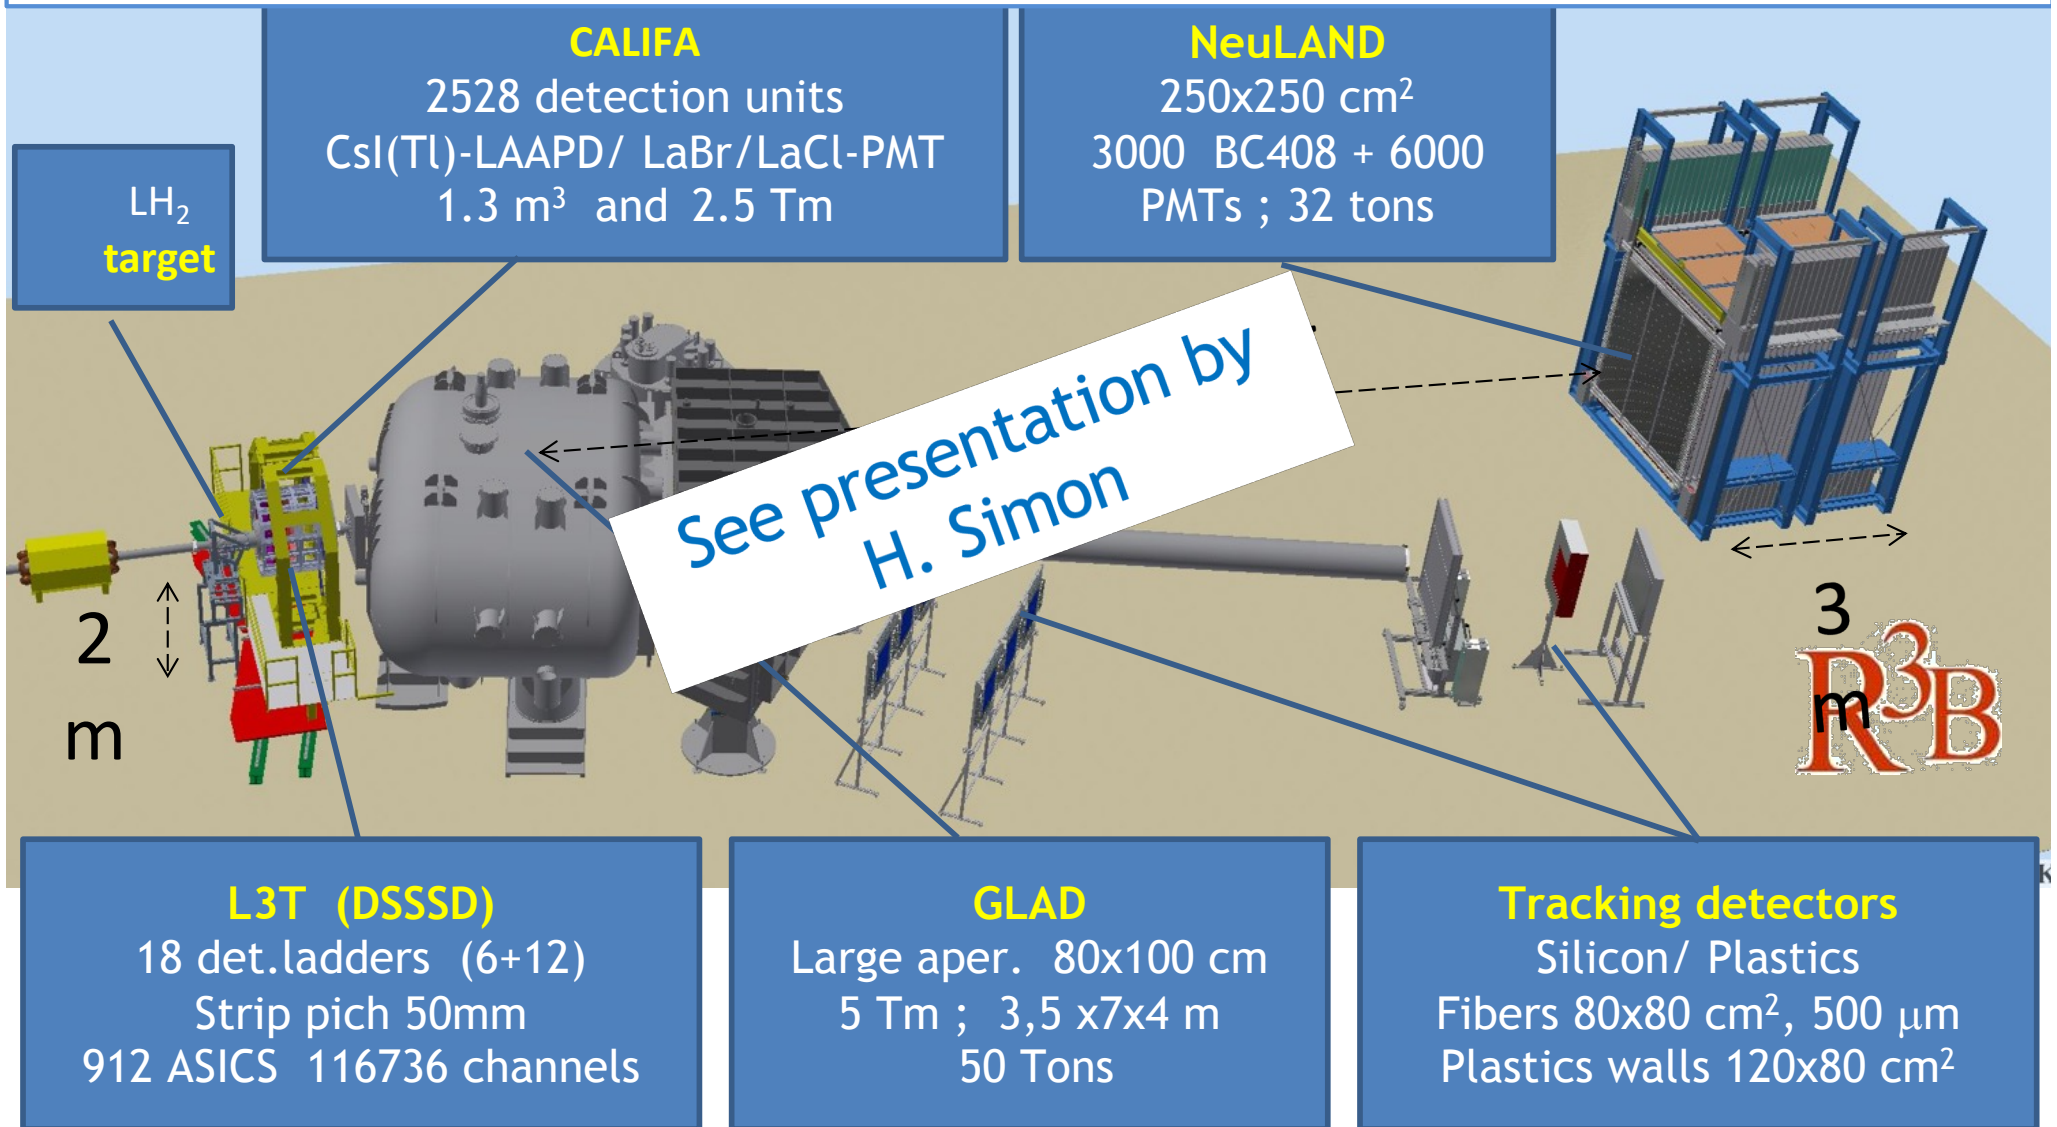 CALIFA
2528 detection units
CsI(Tl)-LAAPD/ LaBr/LaCl-PMT
1.3 m³ and 2.5 Tm
NeuLAND
250x250 cm²
3000 BC408 + 6000
PMTs ; 32 tons
LH₂
target
See presentation by
H. Simon
2
m
3
m
R³B
L3T (DSSSD)
18 det.ladders (6+12)
Strip pich 50mm
912 ASICS 116736 channels
GLAD
Large aper. 80x100 cm
5 Tm ; 3,5 x7x4 m
50 Tons
Tracking detectors
Silicon/ Plastics
Fibers 80x80 cm², 500 μm
Plastics walls 120x80 cm²